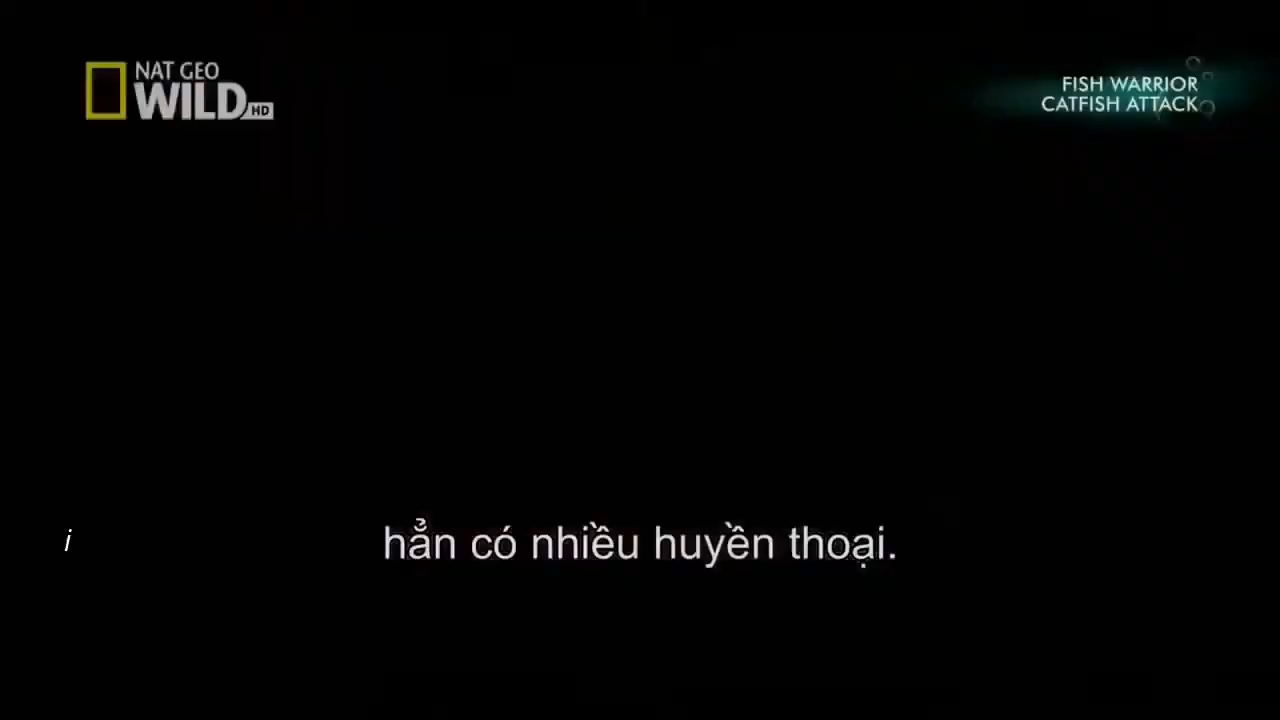 NAT GEO
WILD HD
FISH WARRIOR
CATFISH ATTACK
i
hẳn có nhiều huyền thoại.